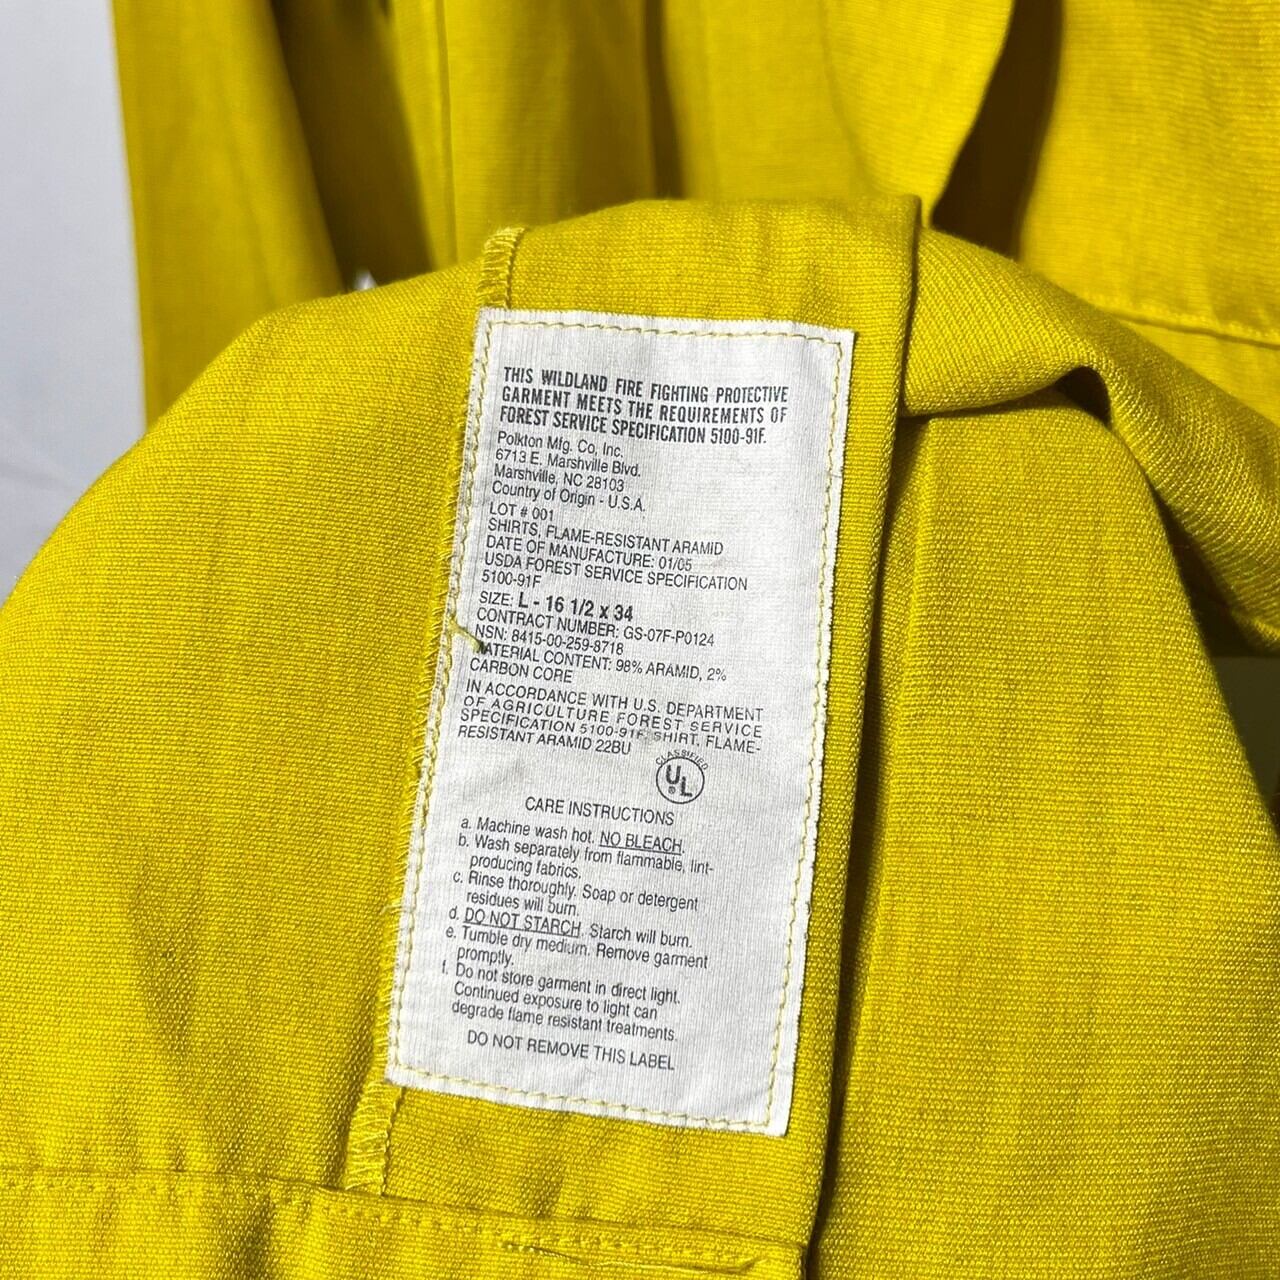 THIS WILDLAND FIRE FIGHTING PROTECTIVE
GARMENT MEETS THE REQUIREMENTS OF
FOREST SERVICE SPECIFICATION 5100-91F.
Polkton Mfg. Co, Inc.
6713 E. Marshville Blvd.
Marshville, NC 28103
Country of Origin - U.S.A.
LOT # 001
SHIRTS, FLAME-RESISTANT ARAMID
DATE OF MANUFACTURE: 01/05
USDA FOREST SERVICE SPECIFICATION
5100-91F
SIZE: L - 16 1/2 x 34
CONTRACT NUMBER: GS-07F-P0124
NSN: 8415-00-259-8718
MATERIAL CONTENT: 98% ARAMID, 2%
CARBON CORE
IN ACCORDANCE WITH U.S. DEPARTMENT
OF AGRICULTURE FOREST SERVICE
SPECIFICATION 5100-91F, SHIRT, FLAME-
RESISTANT ARAMID 22BU
CLASSIFIED
UL®
CARE INSTRUCTIONS
a. Machine wash hot. NO BLEACH.
b. Wash separately from flammable, lint-
producing fabrics.
c. Rinse thoroughly. Soap or detergent
residues will burn.
d. DO NOT STARCH. Starch will burn.
e. Tumble dry medium. Remove garment
promptly.
f. Do not store garment in direct light.
Continued exposure to light can
degrade flame resistant treatments.
DO NOT REMOVE THIS LABEL